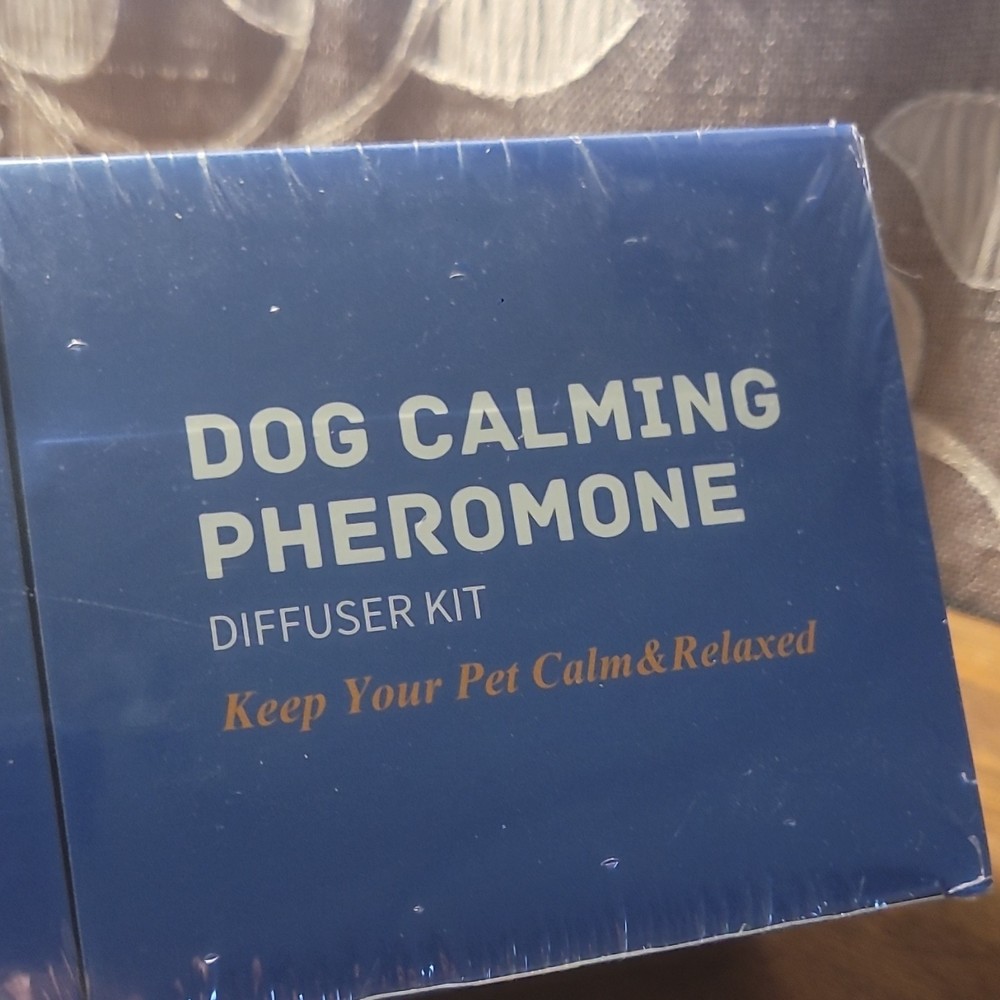 DOG CALMING
PHEROMONE
DIFFUSER KIT
Keep Your Pet Calm&Relaxed